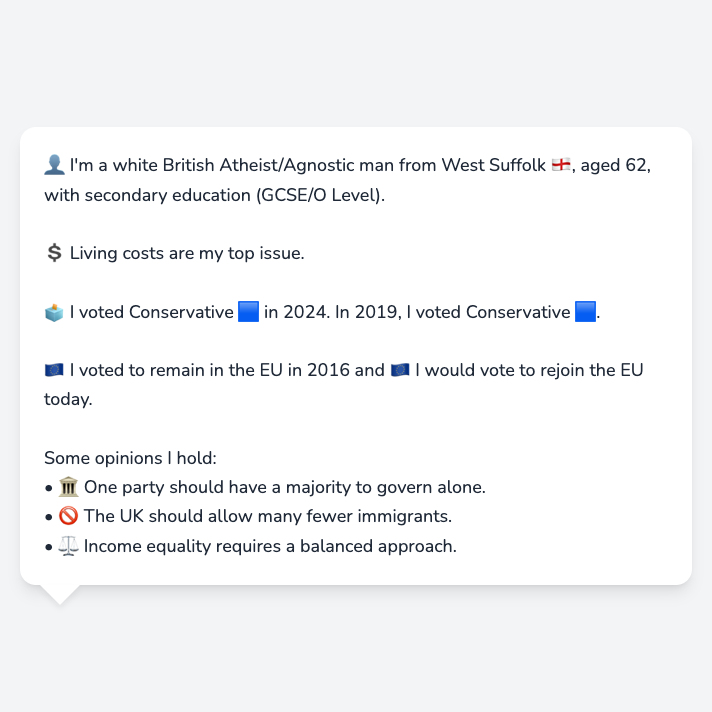 👤 I'm a white British Atheist/Agnostic man from West Suffolk 🏴󠁧󠁢󠁥󠁮󠁧󠁿, aged 62,
with secondary education (GCSE/O Level).
💲 Living costs are my top issue.
🗳️ I voted Conservative 🟦 in 2024. In 2019, I voted Conservative 🟦.
🇪🇺 I voted to remain in the EU in 2016 and 🇪🇺 I would vote to rejoin the EU
today.
Some opinions I hold:
• 🏛️ One party should have a majority to govern alone.
• 🚫 The UK should allow many fewer immigrants.
• ⚖️ Income equality requires a balanced approach.